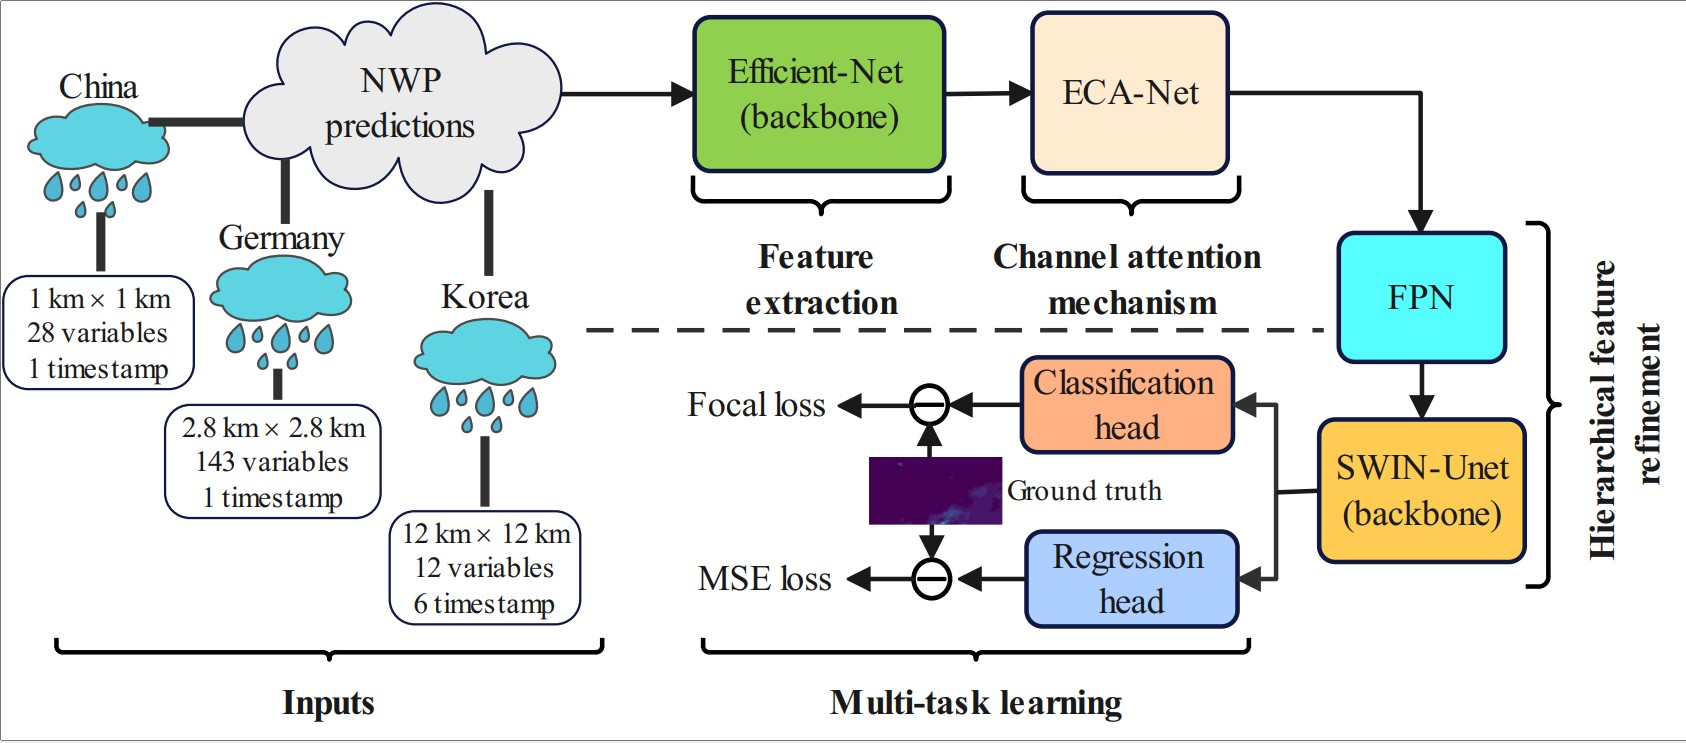 China
NWP
predictions
Efficient-Net
(backbone)
ECA-Net
Germany
Korea
1 km × 1 km
28 variables
1 timestamp
2.8 km × 2.8 km
143 variables
1 timestamp
12 km × 12 km
12 variables
6 timestamp
Inputs
Feature
extraction
Channel attention
mechanism
FPN
SWIN-Unet
(backbone)
Hierarchical feature
refinement
Classification
head
Focal loss
Ground truth
Regression
head
MSE loss
Multi-task learning